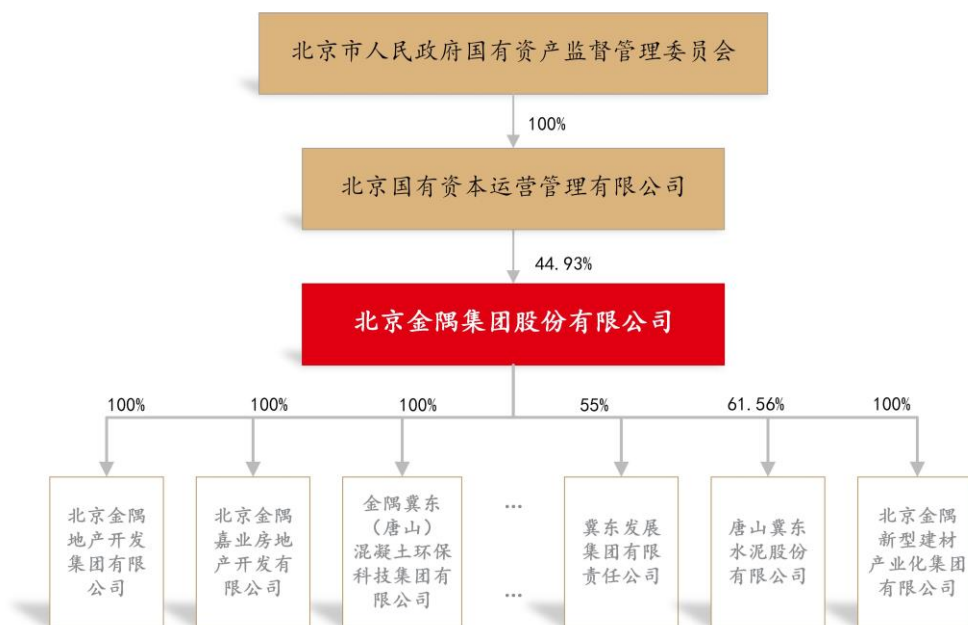 北京市人民政府国有资产监督管理委员会
100%
北京国有资本运营管理有限公司
44.93%
北京金隅集团股份有限公司
100%
100%
100%
55%
61.56%
100%
北京金隅
地产开发
集团有限
公司
北京金隅
嘉业房地
产开发有
限公司
金隅冀东
（唐山）
混凝土环保
科技集团有
限公司
...
...
冀东发展
集团有限
责任公司
唐山冀东
水泥股份
有限公司
北京金隅
新型建材
产业化集团
有限公司